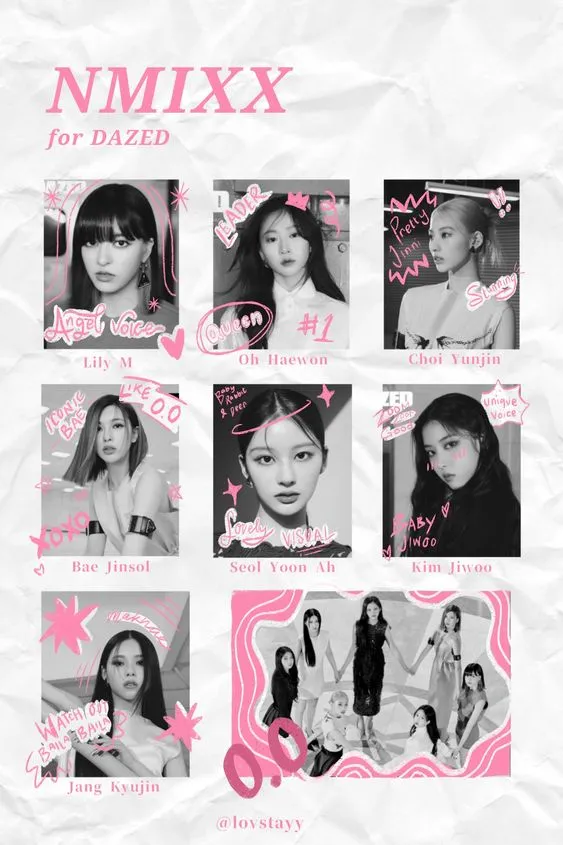 NMIXX
for DAZED
LEADER
Pretty
Jinni
Stunning
Angel voice
Queen
#1
Lily M
Oh Haewon
Choi Yunjin
ICONIC
BAE
LIKE O.O
Baby
Rabbit
& Deer
ZED
ZOOM
unique
voice
XOXO
Lovely
VISUAL
BABY
JIWOO
Bae Jinsol
Seol Yoon Ah
Kim Jiwoo
maknae
WATCH OUT
BAILA BAILA
Jang Kyujin
O.O
@lovstayy